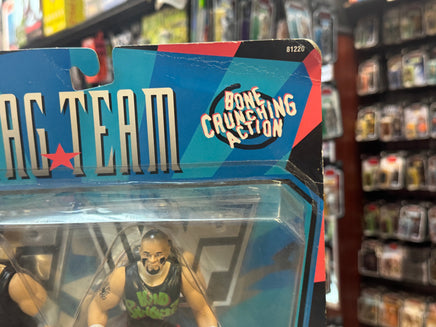 81220
AG TEAM
BONE
CRUNCHING
ACTION